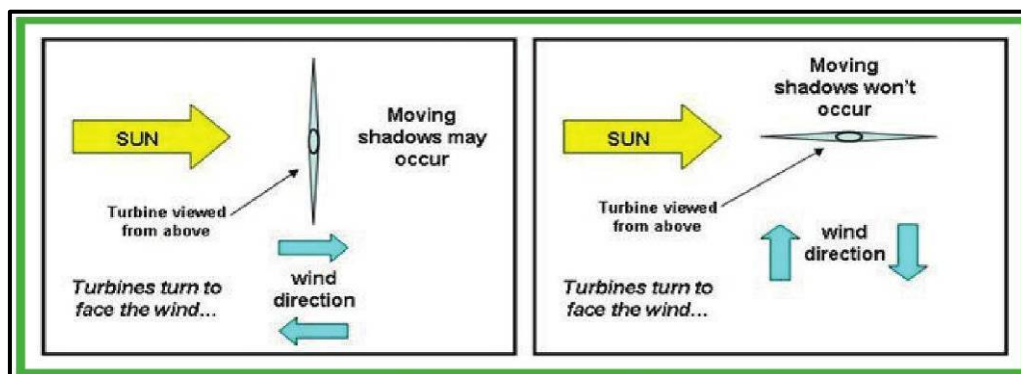 SUN
Moving
shadows may
occur
Turbine viewed
from above
wind
direction
Turbines turn to
face the wind...
Moving
shadows won't
occur
SUN
Turbine viewed
from above
wind
direction
Turbines turn to
face the wind...